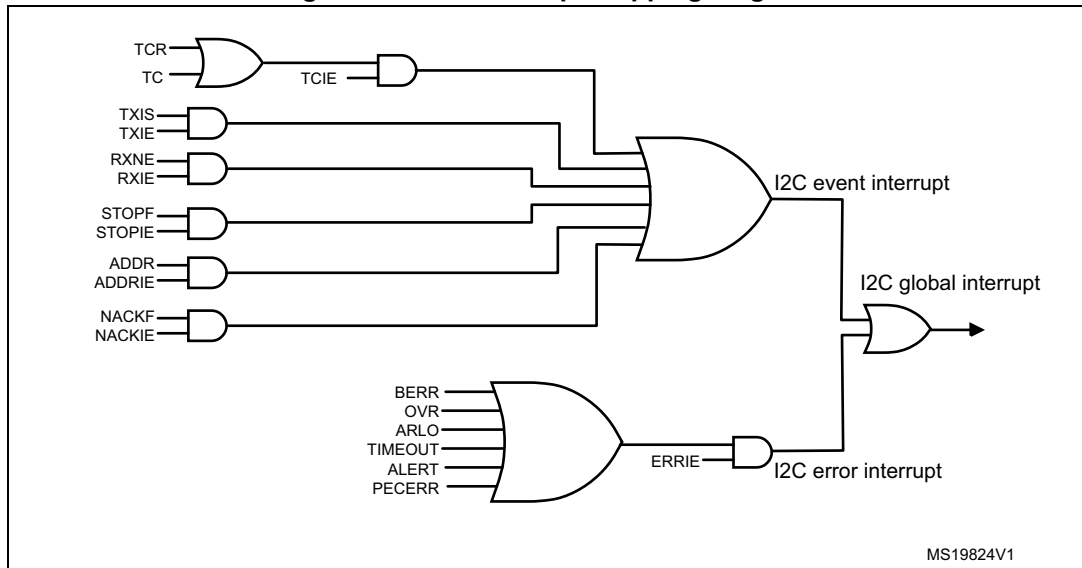 TCR
TC
TCIE
TXIS
TXIE
RXNE
RXIE
STOPF
STOPIE
ADDR
ADDRIE
NACKF
NACKIE
I2C event interrupt
I2C global interrupt
BERR
OVR
ARLO
TIMEOUT
ALERT
PECERR
ERRIE
I2C error interrupt
MS19824V1